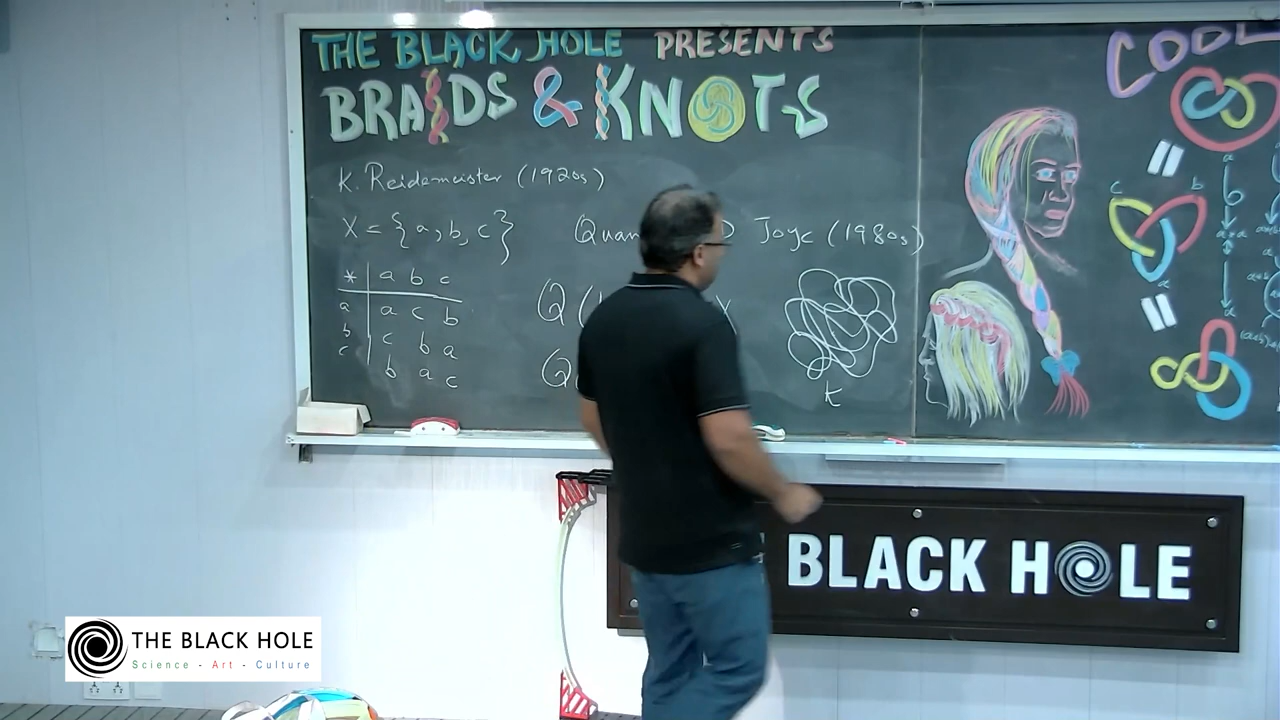 THE BLACK HOLE PRESENTS
BRAIDS & KNOTS
COOL
K. Reidemeister (1920s)
X = {a, b, c}
Joyc (1980s)
* a b c
a a c b
b c b a
c b a c
Q (
X
Q
K
c b
a
BLACK HOLE
THE BLACK HOLE
Science - Art - Culture